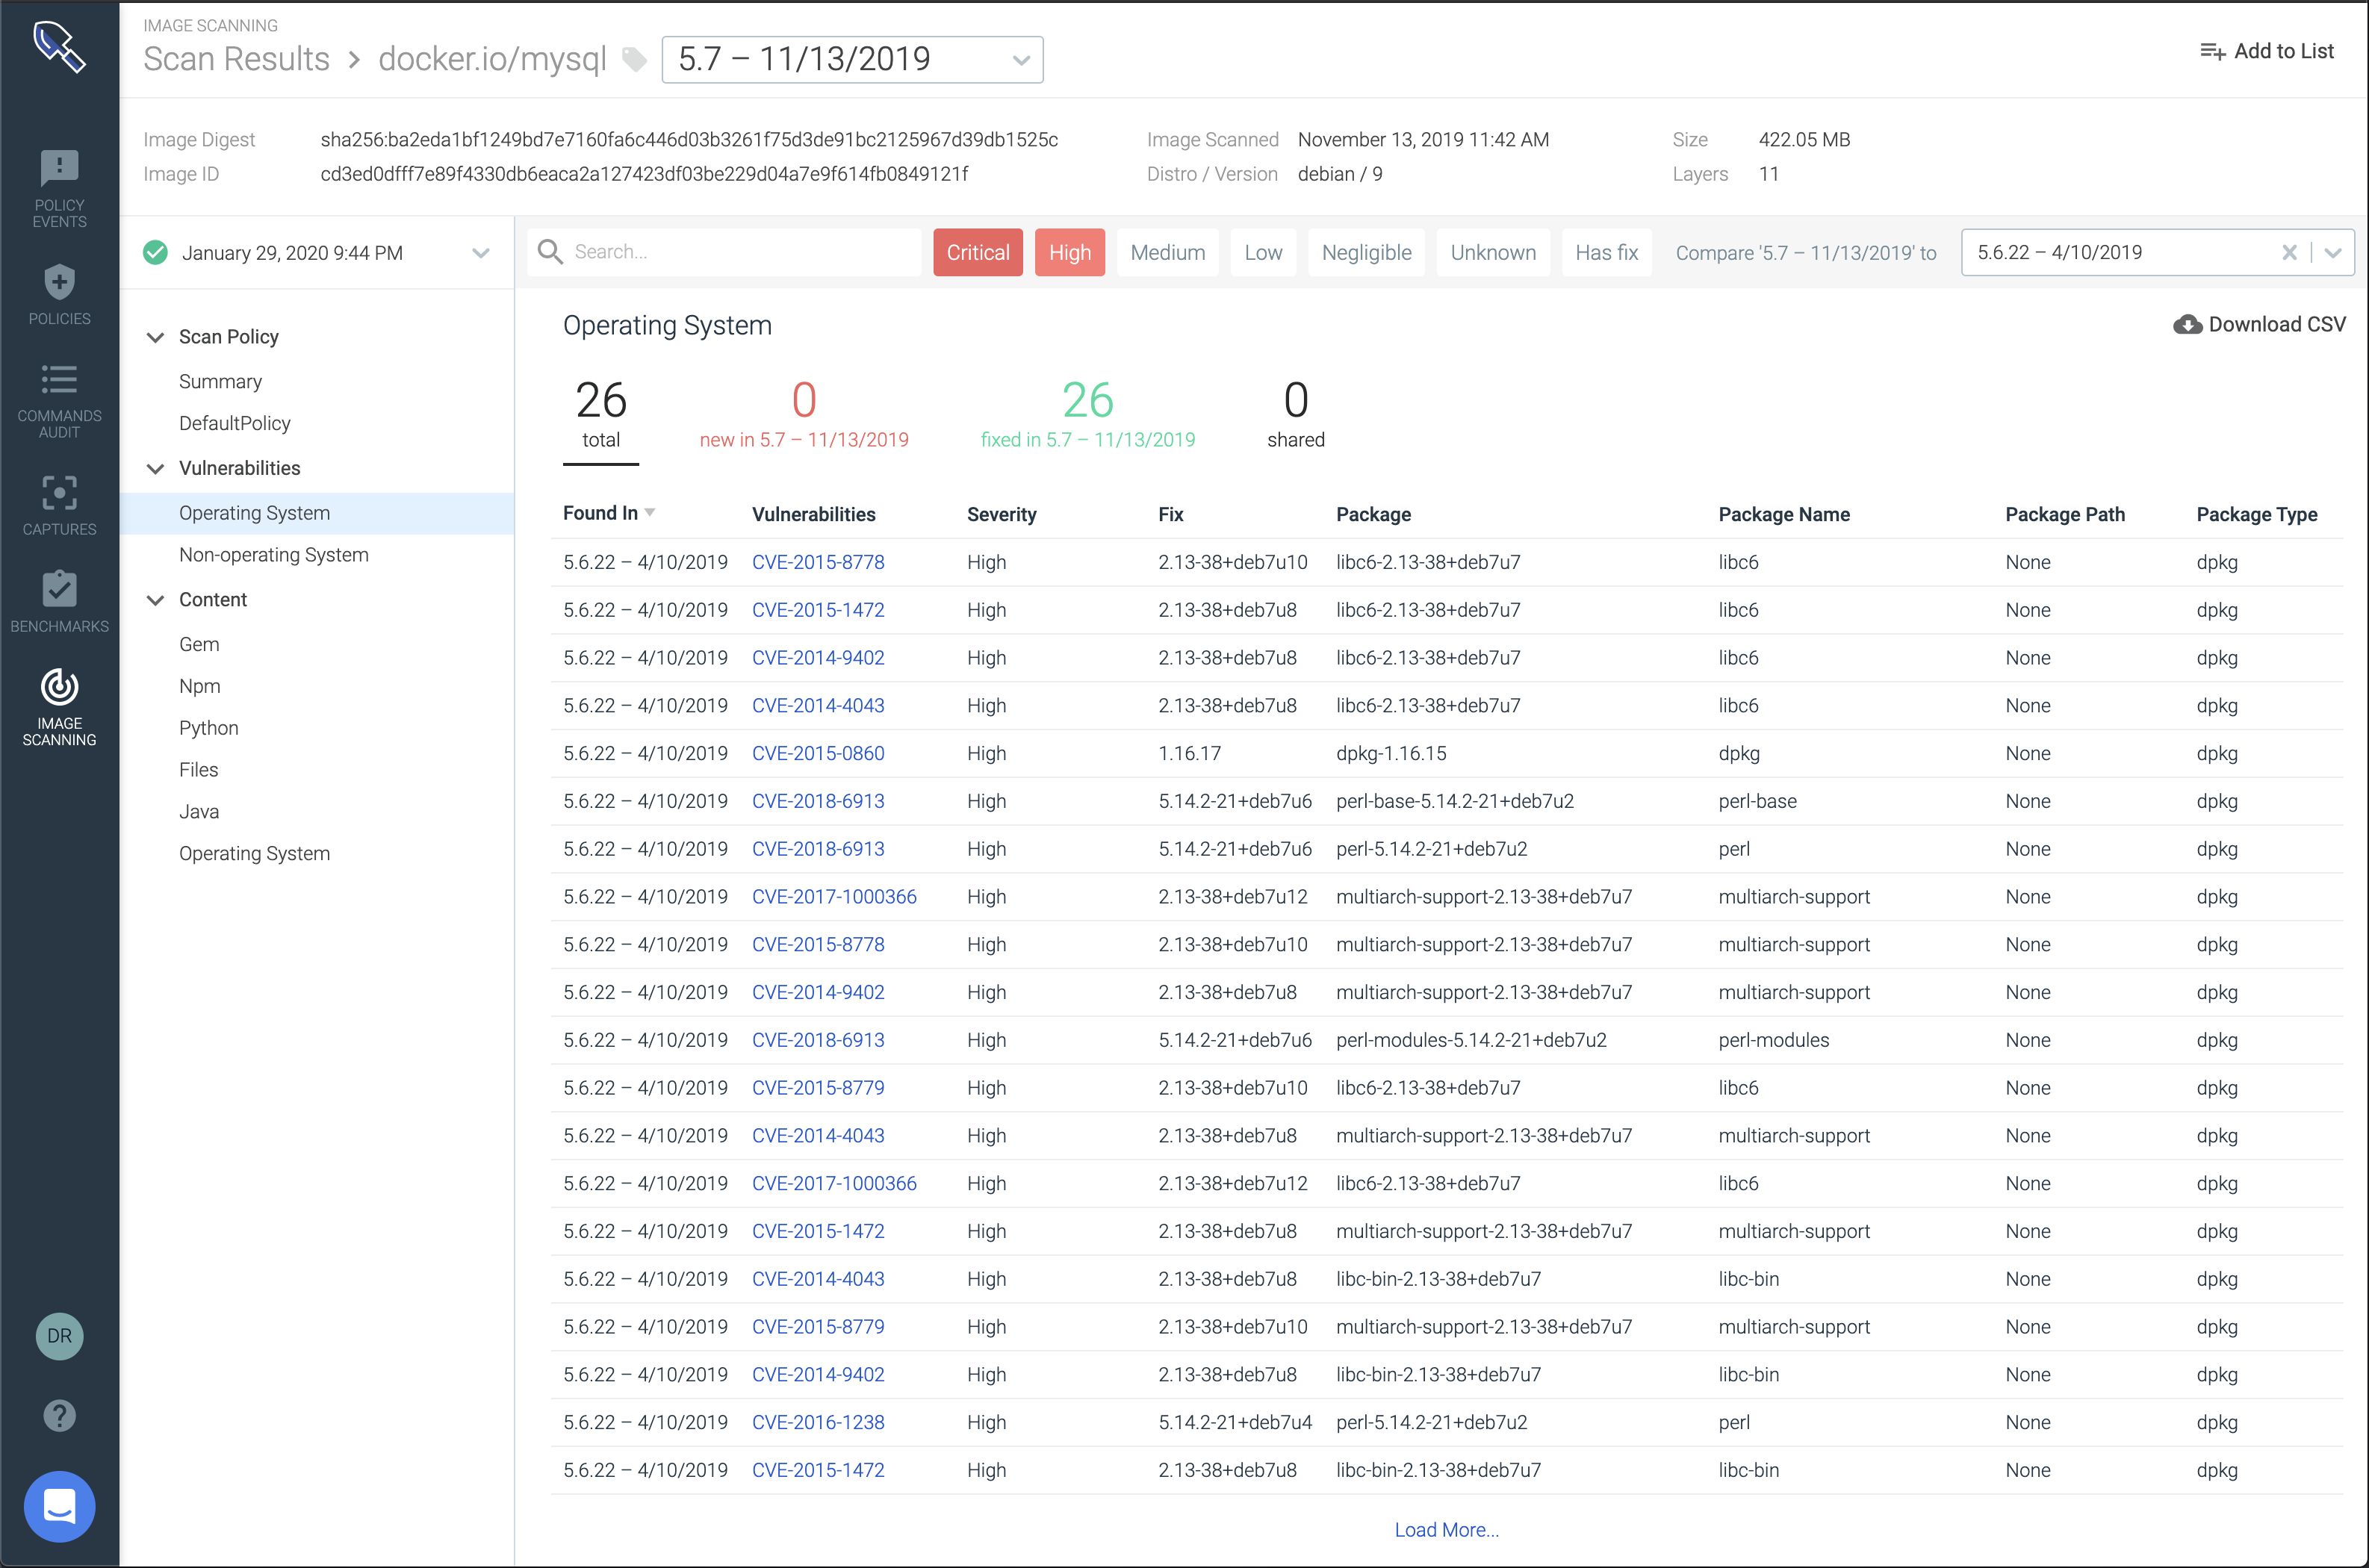 IMAGE SCANNING
Scan Results > docker.io/mysql 5.7 – 11/13/2019
Add to List
Image Digest sha256:ba2eda1bf1249bd7e7160fa6c446d03b3261f75d3de91bc2125967d39db1525c Image Scanned November 13, 2019 11:42 AM Size 422.05 MB
Image ID cd3ed0dfff7e89f4330db6eaca2a127423df03be229d04a7e9f614fb0849121f Distro / Version debian / 9 Layers 11
POLICY
EVENTS
POLICIES
COMMANDS
AUDIT
CAPTURES
BENCHMARKS
IMAGE
SCANNING
DR
?
January 29, 2020 9:44 PM
Scan Policy
Summary
DefaultPolicy
Vulnerabilities
Operating System
Non-operating System
Content
Gem
Npm
Python
Files
Java
Operating System
Search... Critical High Medium Low Negligible Unknown Has fix Compare '5.7 – 11/13/2019' to 5.6.22 – 4/10/2019
Operating System Download CSV
26 0 26 0
total new in 5.7 – 11/13/2019 fixed in 5.7 – 11/13/2019 shared
Found In Vulnerabilities Severity Fix Package Package Name Package Path Package Type
5.6.22 – 4/10/2019 CVE-2015-8778 High 2.13-38+deb7u10 libc6-2.13-38+deb7u7 libc6 None dpkg
5.6.22 – 4/10/2019 CVE-2015-1472 High 2.13-38+deb7u8 libc6-2.13-38+deb7u7 libc6 None dpkg
5.6.22 – 4/10/2019 CVE-2014-9402 High 2.13-38+deb7u8 libc6-2.13-38+deb7u7 libc6 None dpkg
5.6.22 – 4/10/2019 CVE-2014-4043 High 2.13-38+deb7u8 libc6-2.13-38+deb7u7 libc6 None dpkg
5.6.22 – 4/10/2019 CVE-2015-0860 High 1.16.17 dpkg-1.16.15 dpkg None dpkg
5.6.22 – 4/10/2019 CVE-2018-6913 High 5.14.2-21+deb7u6 perl-base-5.14.2-21+deb7u2 perl-base None dpkg
5.6.22 – 4/10/2019 CVE-2018-6913 High 5.14.2-21+deb7u6 perl-5.14.2-21+deb7u2 perl None dpkg
5.6.22 – 4/10/2019 CVE-2017-1000366 High 2.13-38+deb7u12 multiarch-support-2.13-38+deb7u7 multiarch-support None dpkg
5.6.22 – 4/10/2019 CVE-2015-8778 High 2.13-38+deb7u10 multiarch-support-2.13-38+deb7u7 multiarch-support None dpkg
5.6.22 – 4/10/2019 CVE-2014-9402 High 2.13-38+deb7u8 multiarch-support-2.13-38+deb7u7 multiarch-support None dpkg
5.6.22 – 4/10/2019 CVE-2018-6913 High 5.14.2-21+deb7u6 perl-modules-5.14.2-21+deb7u2 perl-modules None dpkg
5.6.22 – 4/10/2019 CVE-2015-8779 High 2.13-38+deb7u10 libc6-2.13-38+deb7u7 libc6 None dpkg
5.6.22 – 4/10/2019 CVE-2014-4043 High 2.13-38+deb7u8 multiarch-support-2.13-38+deb7u7 multiarch-support None dpkg
5.6.22 – 4/10/2019 CVE-2017-1000366 High 2.13-38+deb7u12 libc6-2.13-38+deb7u7 libc6 None dpkg
5.6.22 – 4/10/2019 CVE-2015-1472 High 2.13-38+deb7u8 multiarch-support-2.13-38+deb7u7 multiarch-support None dpkg
5.6.22 – 4/10/2019 CVE-2014-4043 High 2.13-38+deb7u8 libc-bin-2.13-38+deb7u7 libc-bin None dpkg
5.6.22 – 4/10/2019 CVE-2015-8779 High 2.13-38+deb7u10 multiarch-support-2.13-38+deb7u7 multiarch-support None dpkg
5.6.22 – 4/10/2019 CVE-2014-9402 High 2.13-38+deb7u8 libc-bin-2.13-38+deb7u7 libc-bin None dpkg
5.6.22 – 4/10/2019 CVE-2016-1238 High 5.14.2-21+deb7u4 perl-5.14.2-21+deb7u2 perl None dpkg
5.6.22 – 4/10/2019 CVE-2015-1472 High 2.13-38+deb7u8 libc-bin-2.13-38+deb7u7 libc-bin None dpkg
Load More...